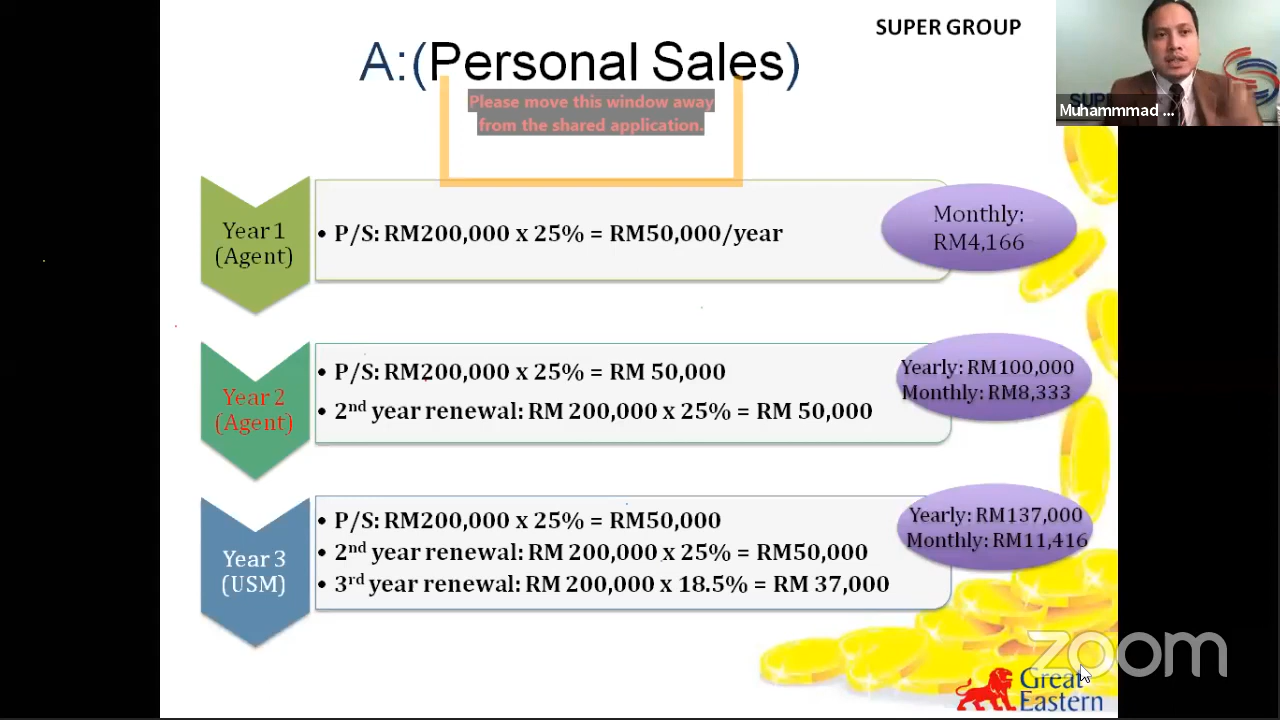 SUPER GROUP
A:(Personal Sales)
Please move this window away
from the shared application.
Muhammmad ...
Year 1
(Agent)
• P/S: RM200,000 x 25% = RM50,000/year
Monthly:
RM4,166
Year 2
(Agent)
• P/S: RM200,000 x 25% = RM 50,000
• 2nd year renewal: RM 200,000 x 25% = RM 50,000
Yearly: RM100,000
Monthly: RM8,333
Year 3
(USM)
• P/S: RM200,000 x 25% = RM50,000
• 2nd year renewal: RM 200,000 x 25% = RM50,000
• 3rd year renewal: RM 200,000 x 18.5% = RM 37,000
Yearly: RM137,000
Monthly: RM11,416
zoom
Great
Eastern